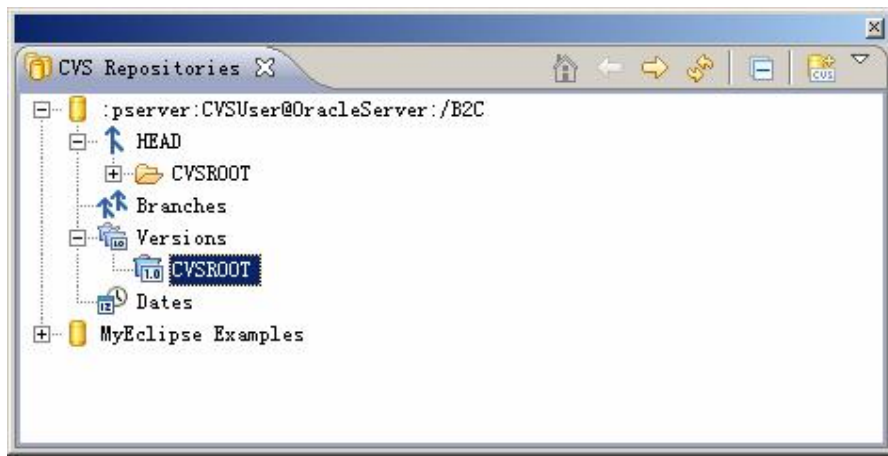 CVS Repositories
:pserver:CVSUser@OracleServer:/B2C
HEAD
CVSROOT
Branches
Versions
CVSROOT
Dates
MyEclipse Examples